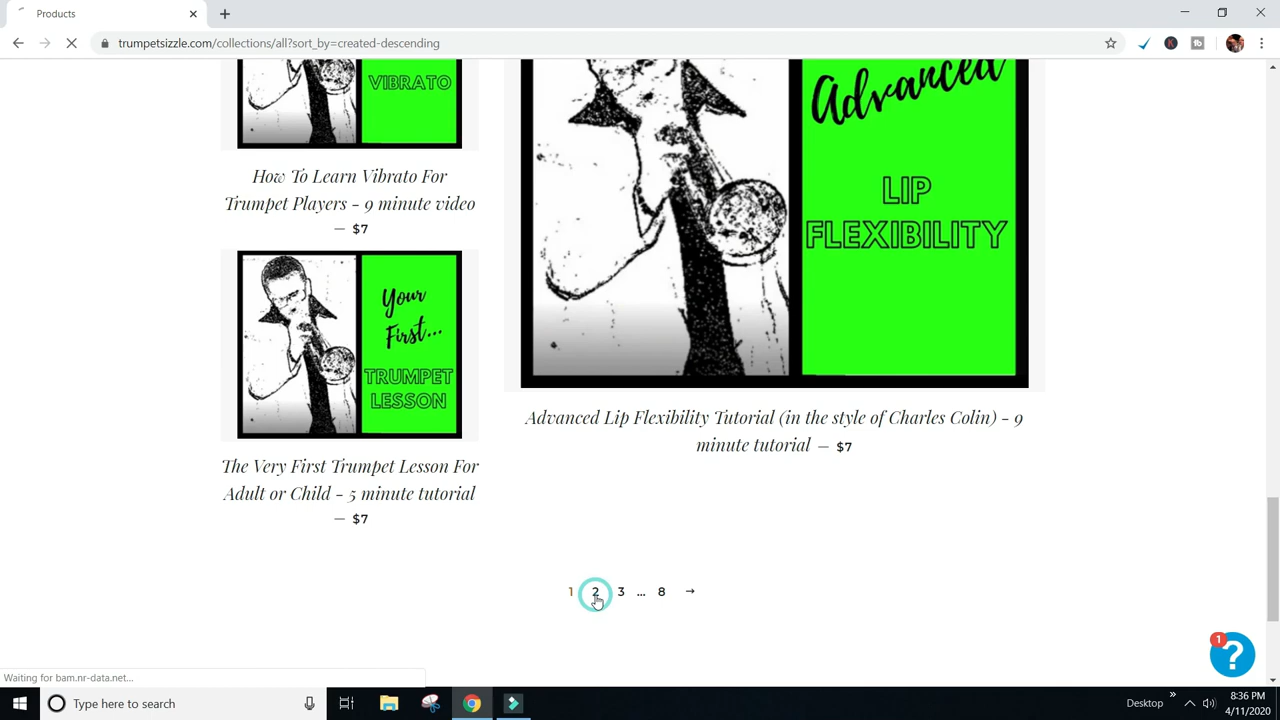 Products
trumpetsizzle.com/collections/all?sort_by=created-descending
VIBRATO
How To Learn Vibrato For
Trumpet Players - 9 minute video
— $7
Your
First...
TRUMPET
LESSON
The Very First Trumpet Lesson For
Adult or Child - 5 minute tutorial
— $7
Advanced
LIP
FLEXIBILITY
Advanced Lip Flexibility Tutorial (in the style of Charles Colin) - 9
minute tutorial — $7
1 2 3 … 8 →
1
?
Waiting for bam.nr-data.net...
Type here to search
Desktop
8:36 PM
4/11/2020